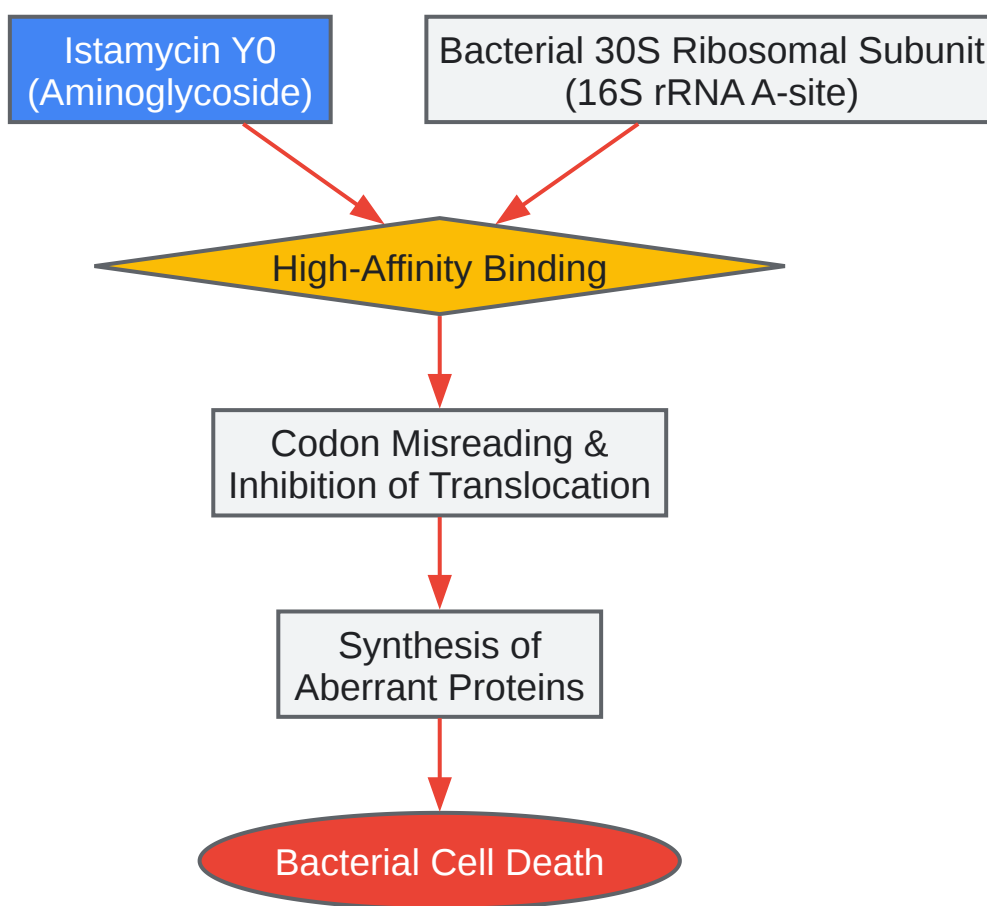 Istamycin Y0
(Aminoglycoside)
Bacterial 30S Ribosomal Subunit
(16S rRNA A-site)
High-Affinity Binding
Codon Misreading &
Inhibition of Translocation
Synthesis of
Aberrant Proteins
Bacterial Cell Death